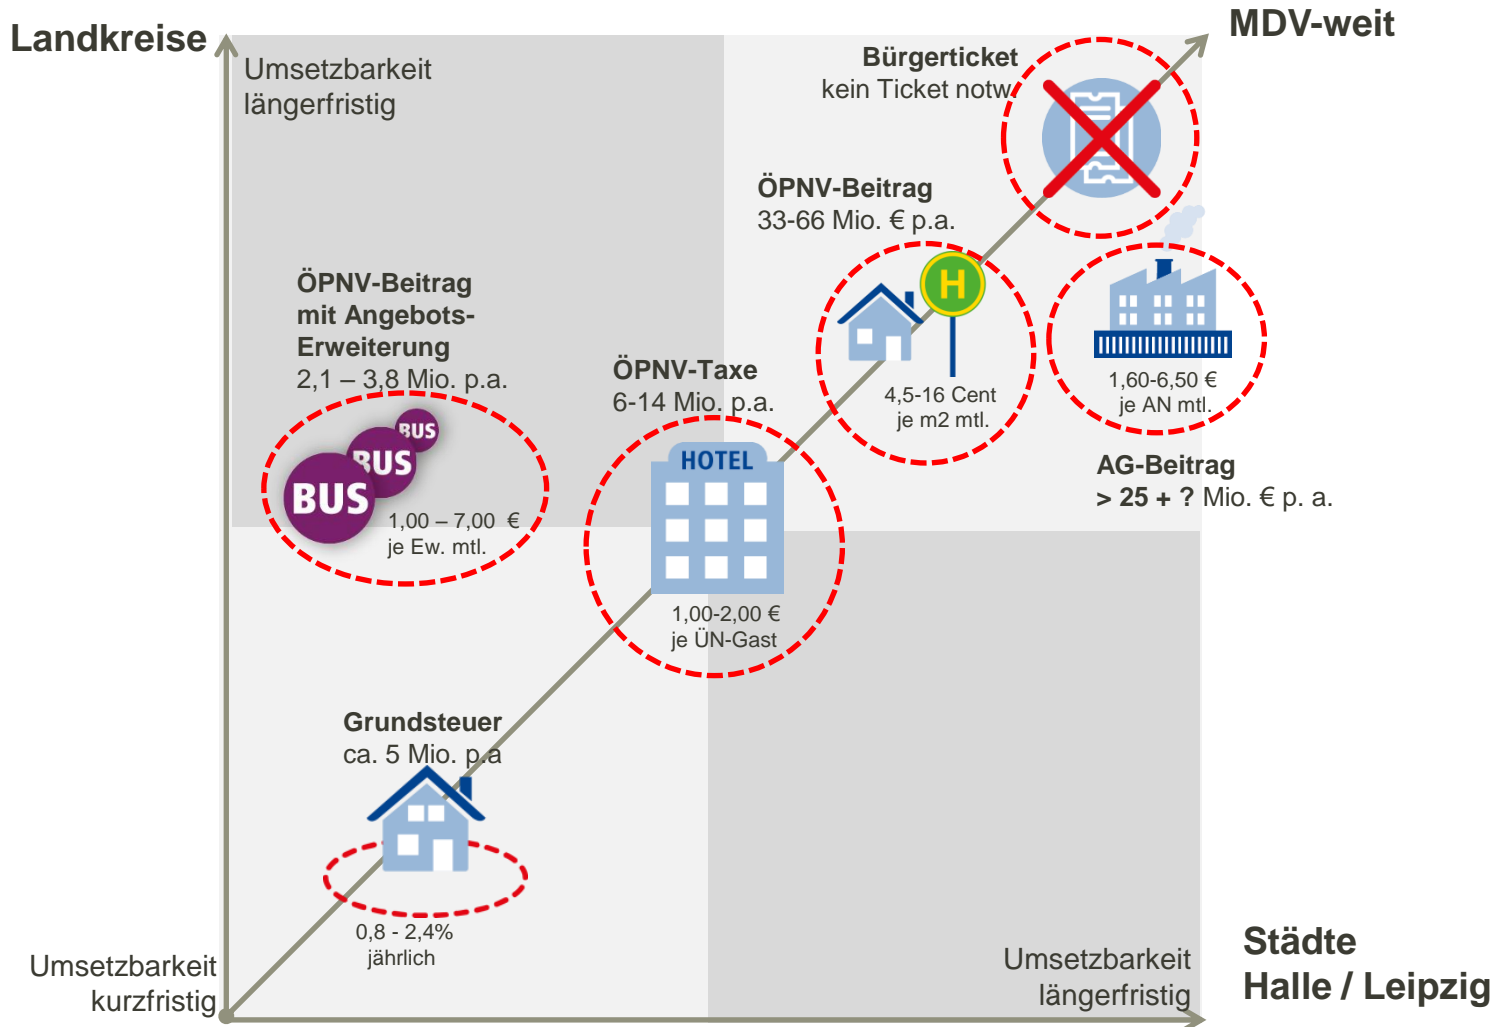 Landkreise
MDV-weit
Umsetzbarkeit
längerfristig
Bürgerticket
kein Ticket notw.
ÖPNV-Beitrag
33-66 Mio. € p.a.
H
4,5-16 Cent
je m2 mtl.
1,60-6,50 €
je AN mtl.
AG-Beitrag
> 25 + ? Mio. € p. a.
ÖPNV-Beitrag
mit Angebots-
Erweiterung
2,1 – 3,8 Mio. p.a.
BUS
BUS
BUS
1,00 – 7,00 €
je Ew. mtl.
ÖPNV-Taxe
6-14 Mio. p.a.
HOTEL
1,00-2,00 €
je ÜN-Gast
Grundsteuer
ca. 5 Mio. p.a
0,8 - 2,4%
jährlich
Umsetzbarkeit
kurzfristig
Umsetzbarkeit
längerfristig
Städte
Halle / Leipzig